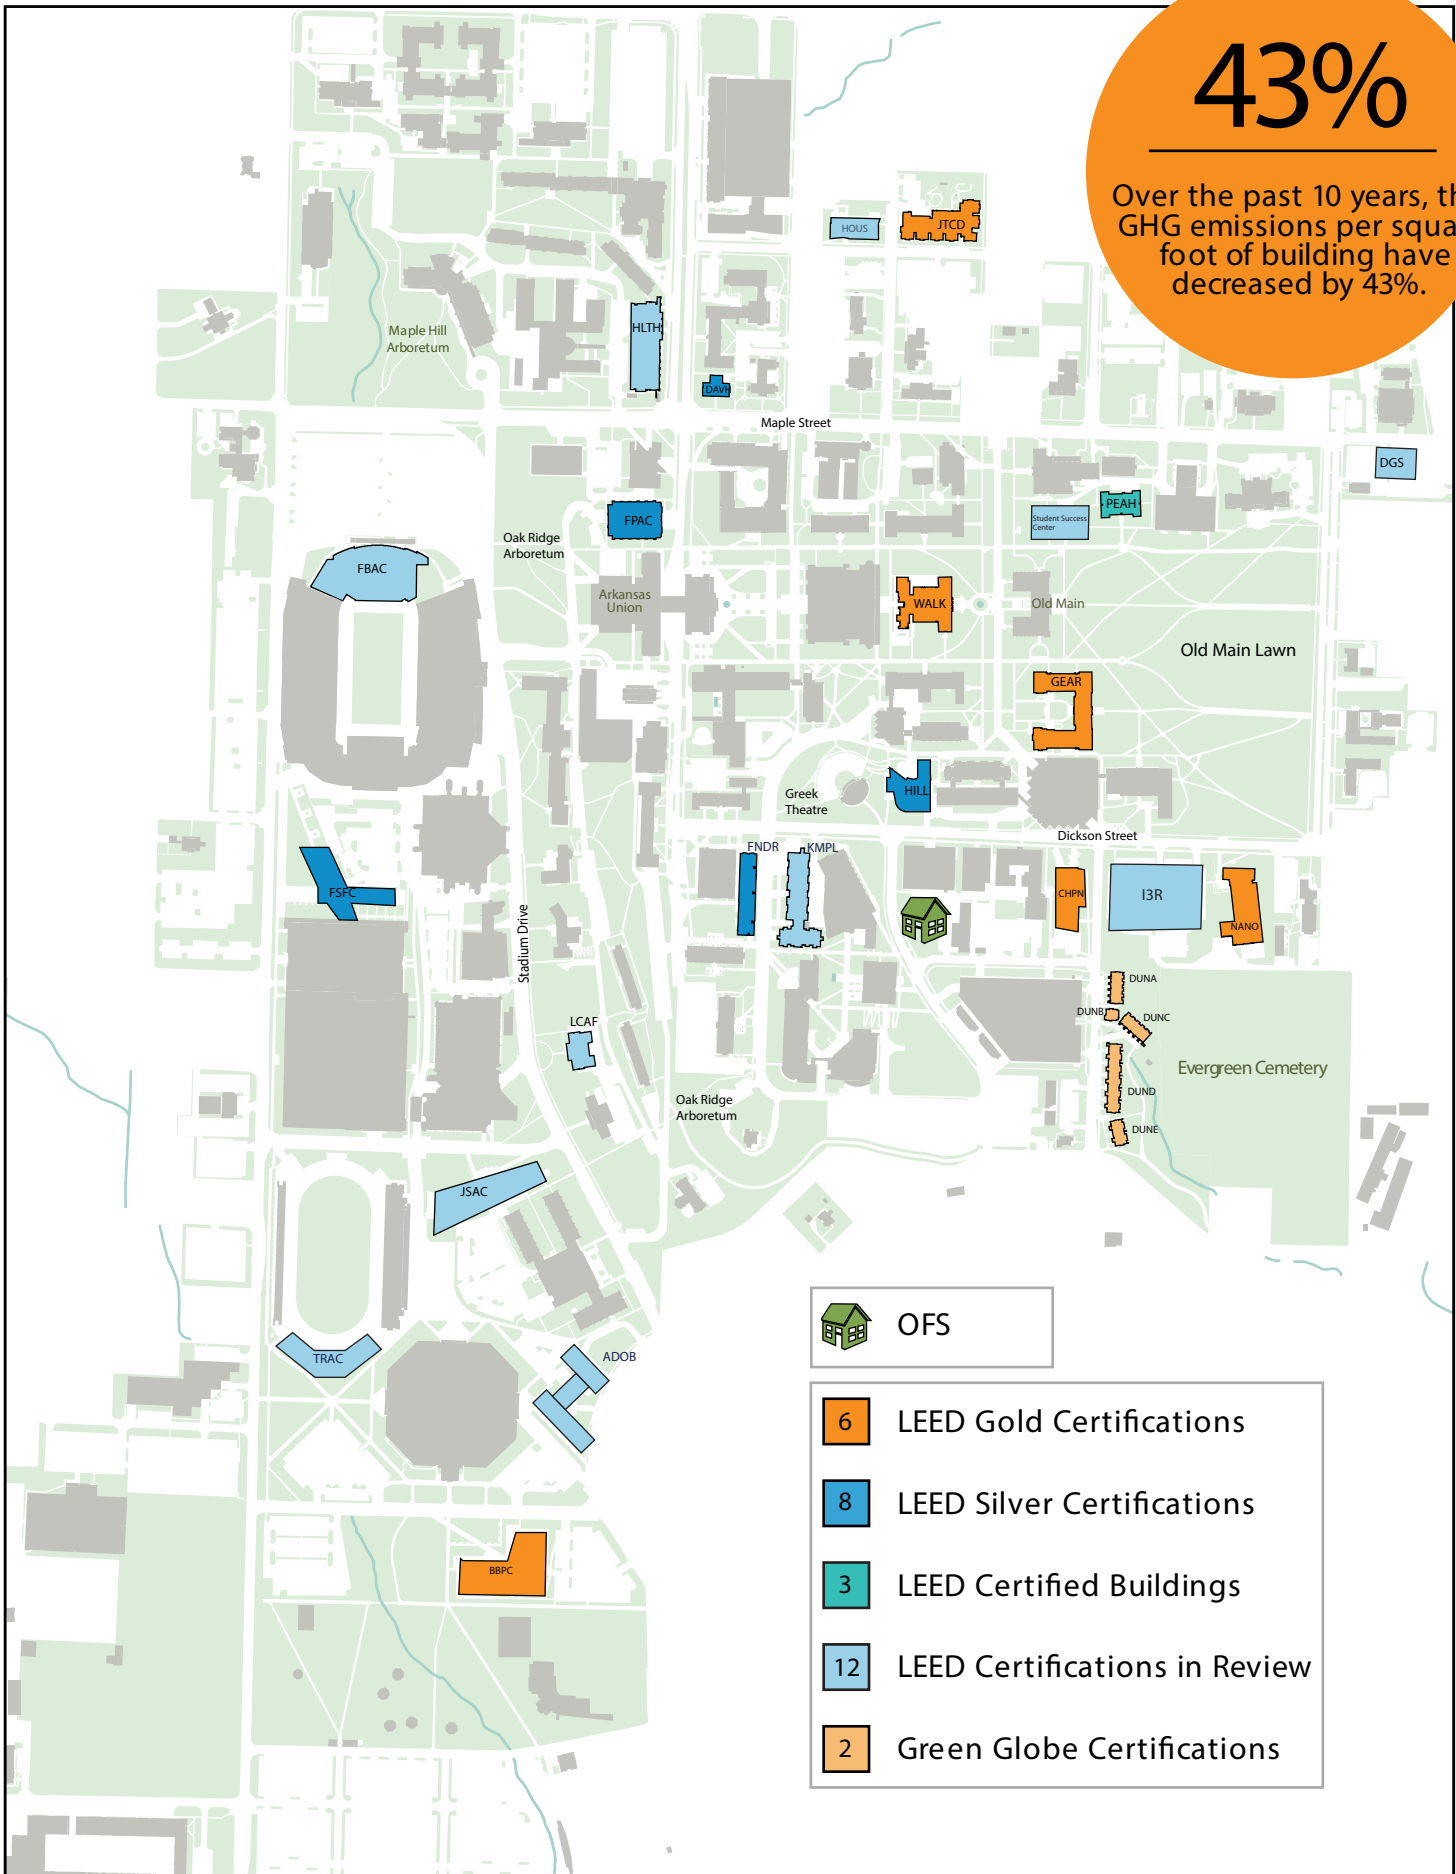 43%
Over the past 10 years, th
GHG emissions per squa
foot of building have
decreased by 43%.
HOUS
JTCD
HLTH
Maple Hill
Arboretum
DAVH
Maple Street
DGS
PEAH
Student Success
Center
FPAC
Oak Ridge
Arboretum
FBAC
Arkansas
Union
WALK
Old Main
Old Main Lawn
GEAR
HILL
Greek
Theatre
Dickson Street
FNDR
KMPL
FSFC
CHPN
I3R
NANO
Stadium Drive
DUNA
DUNB
DUNC
LCAF
Evergreen Cemetery
DUND
Oak Ridge
Arboretum
DUNE
JSAC
OFS
TRAC
ADOB
6 LEED Gold Certifications
8 LEED Silver Certifications
BBPC
3 LEED Certified Buildings
12 LEED Certifications in Review
2 Green Globe Certifications